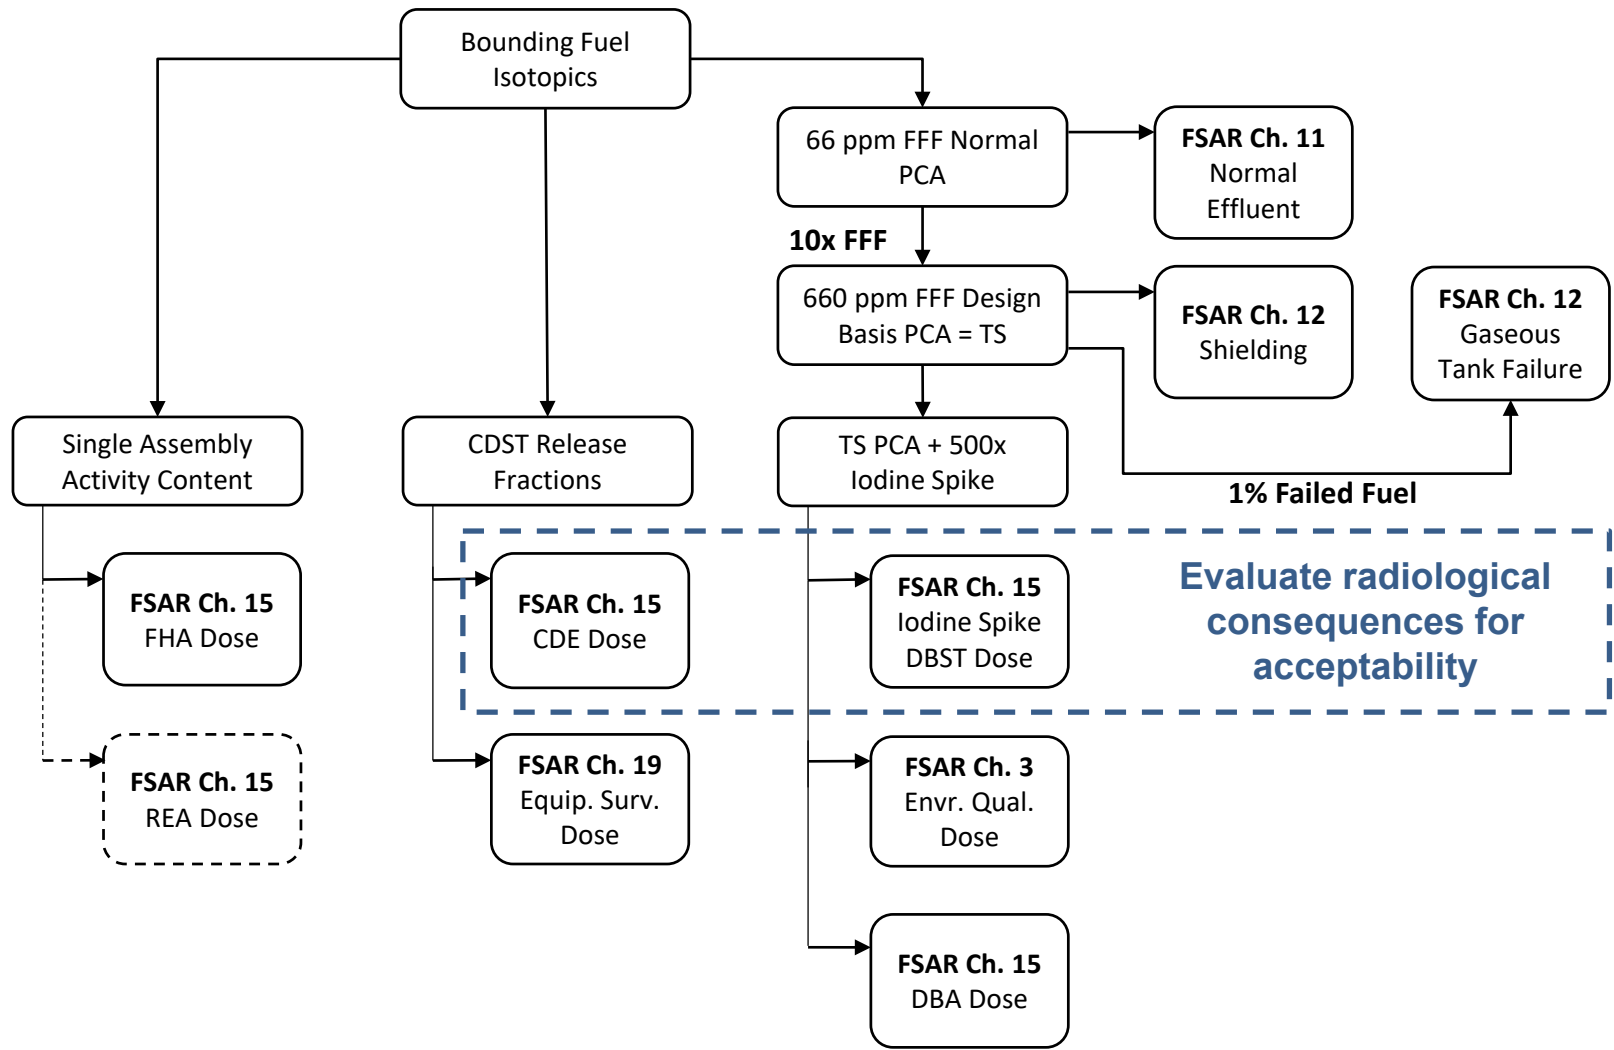 Bounding Fuel
Isotopics
66 ppm FFF Normal
PCA
FSAR Ch. 11
Normal
Effluent
10x FFF
660 ppm FFF Design
Basis PCA = TS
FSAR Ch. 12
Shielding
FSAR Ch. 12
Gaseous
Tank Failure
Single Assembly
Activity Content
CDST Release
Fractions
TS PCA + 500x
Iodine Spike
1% Failed Fuel
FSAR Ch. 15
FHA Dose
FSAR Ch. 15
CDE Dose
FSAR Ch. 15
Iodine Spike
DBST Dose
Evaluate radiological
consequences for
acceptability
FSAR Ch. 15
REA Dose
FSAR Ch. 19
Equip. Surv.
Dose
FSAR Ch. 3
Envr. Qual.
Dose
FSAR Ch. 15
DBA Dose